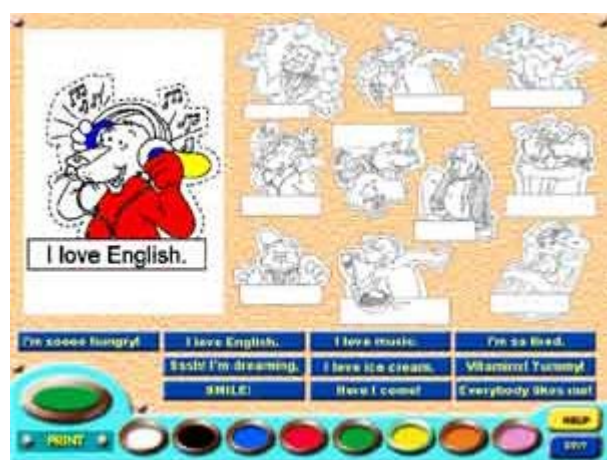 I love English.
I'm soooo hungry!
I love English.
I love music.
I'm so tired.
Sssh! I'm dreaming.
I love ice cream.
Vitamins! Yummy!
SMILE!
Here I come!
Everybody likes me!
HELP
PRINT
EXIT